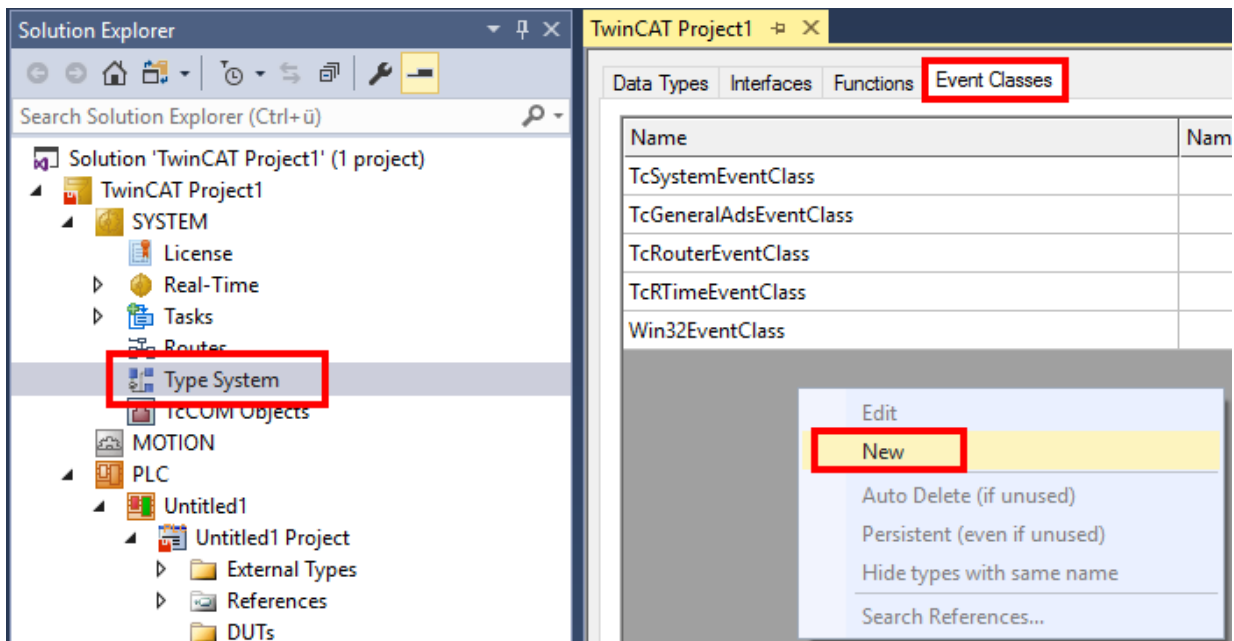 Solution Explorer
Search Solution Explorer (Ctrl+ü)
Solution 'TwinCAT Project1' (1 project)
TwinCAT Project1
SYSTEM
License
Real-Time
Tasks
Routes
Type System
TcCOM Objects
MOTION
PLC
Untitled1
Untitled1 Project
External Types
References
DUTs
TwinCAT Project1
Data Types Interfaces Functions Event Classes
Name Nam
TcSystemEventClass
TcGeneralAdsEventClass
TcRouterEventClass
TcRTimeEventClass
Win32EventClass
Edit
New
Auto Delete (if unused)
Persistent (even if unused)
Hide types with same name
Search References...